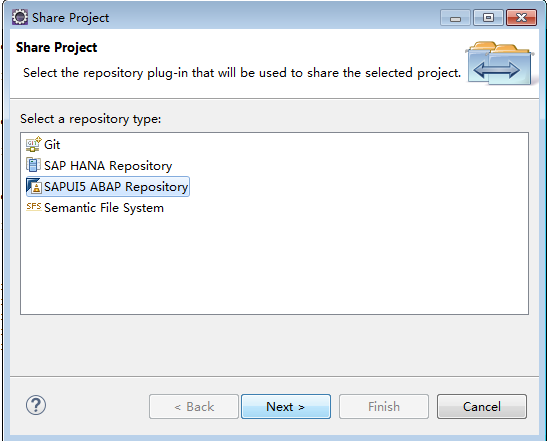 Share Project
Share Project
Select the repository plug-in that will be used to share the selected project.
Select a repository type:
GIT Git
SAP HANA Repository
SAPUI5 ABAP Repository
SFS Semantic File System
? < Back Next > Finish Cancel